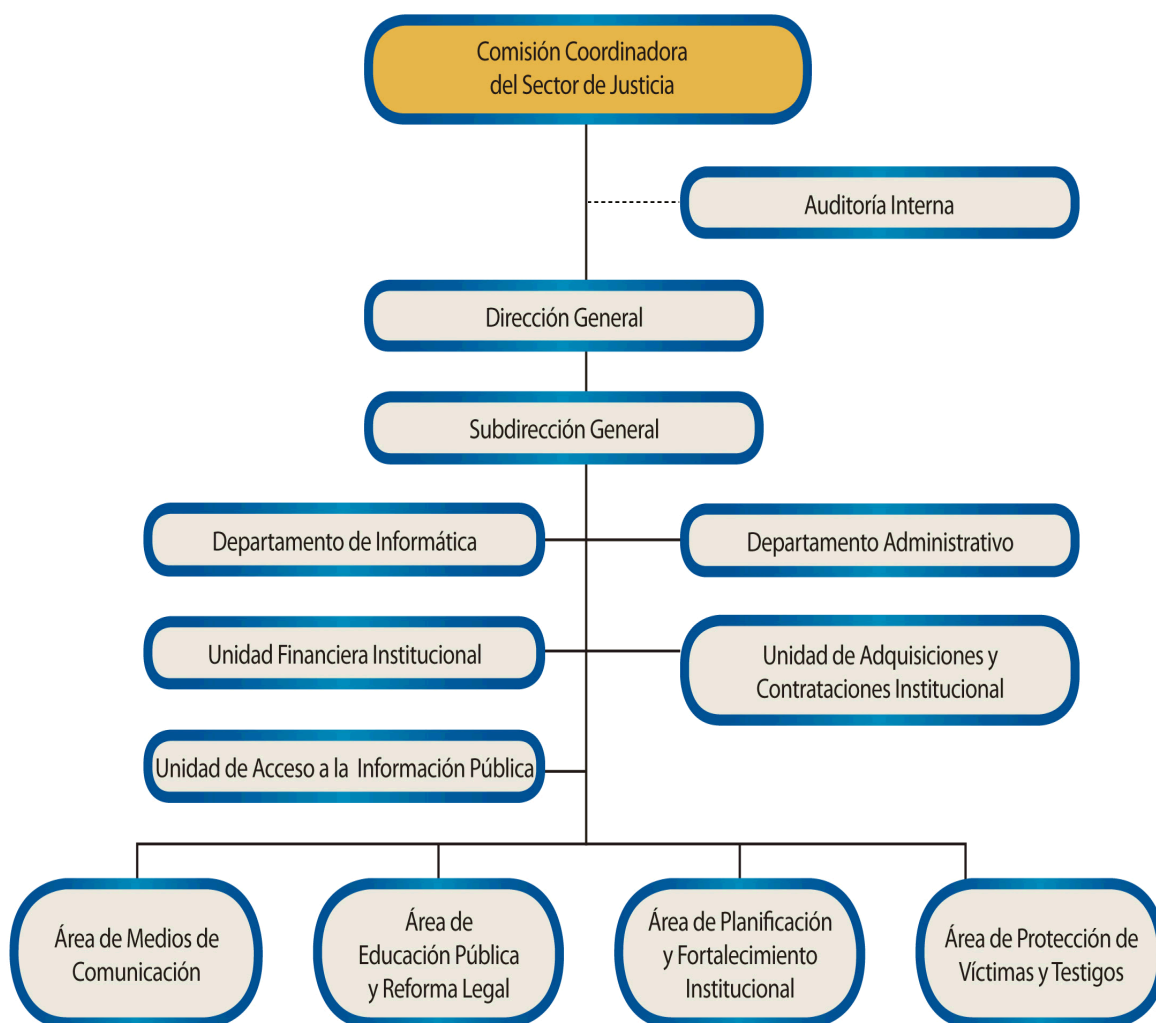 Comisión Coordinadora
del Sector de Justicia
Auditoría Interna
Dirección General
Subdirección General
Departamento de Informática
Departamento Administrativo
Unidad Financiera Institucional
Unidad de Adquisiciones y
Contrataciones Institucional
Unidad de Acceso a la Información Pública
Área de Medios de
Comunicación
Área de
Educación Pública
y Reforma Legal
Área de Planificación
y Fortalecimiento
Institucional
Área de Protección de
Víctimas y Testigos